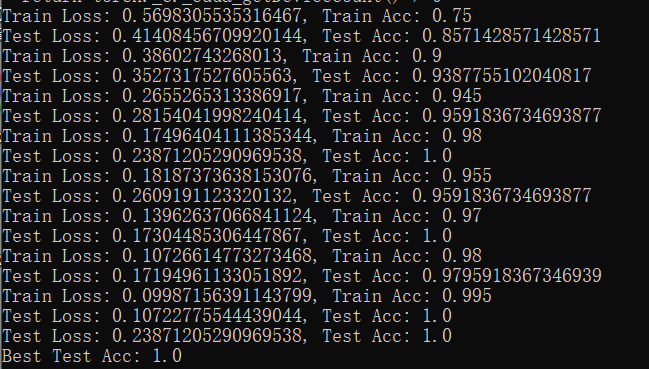 Train Loss: 0.5698305535316467, Train Acc: 0.75
Test Loss: 0.41408456709920144, Test Acc: 0.8571428571428571
Train Loss: 0.38602743268013, Train Acc: 0.9
Test Loss: 0.3527317527605563, Test Acc: 0.9387755102040817
Train Loss: 0.2655265313386917, Train Acc: 0.945
Test Loss: 0.28154041998240414, Test Acc: 0.9591836734693877
Train Loss: 0.17496404111385344, Train Acc: 0.98
Test Loss: 0.23871205290969538, Test Acc: 1.0
Train Loss: 0.18187373638153076, Train Acc: 0.955
Test Loss: 0.2609191123320132, Test Acc: 0.9591836734693877
Train Loss: 0.13962637066841124, Train Acc: 0.97
Test Loss: 0.17304485306447867, Test Acc: 1.0
Train Loss: 0.10726614773273468, Train Acc: 0.98
Test Loss: 0.17194961133051892, Test Acc: 0.9795918367346939
Train Loss: 0.09987156391143799, Train Acc: 0.995
Test Loss: 0.10722775544439044, Test Acc: 1.0
Test Loss: 0.23871205290969538, Test Acc: 1.0
Best Test Acc: 1.0